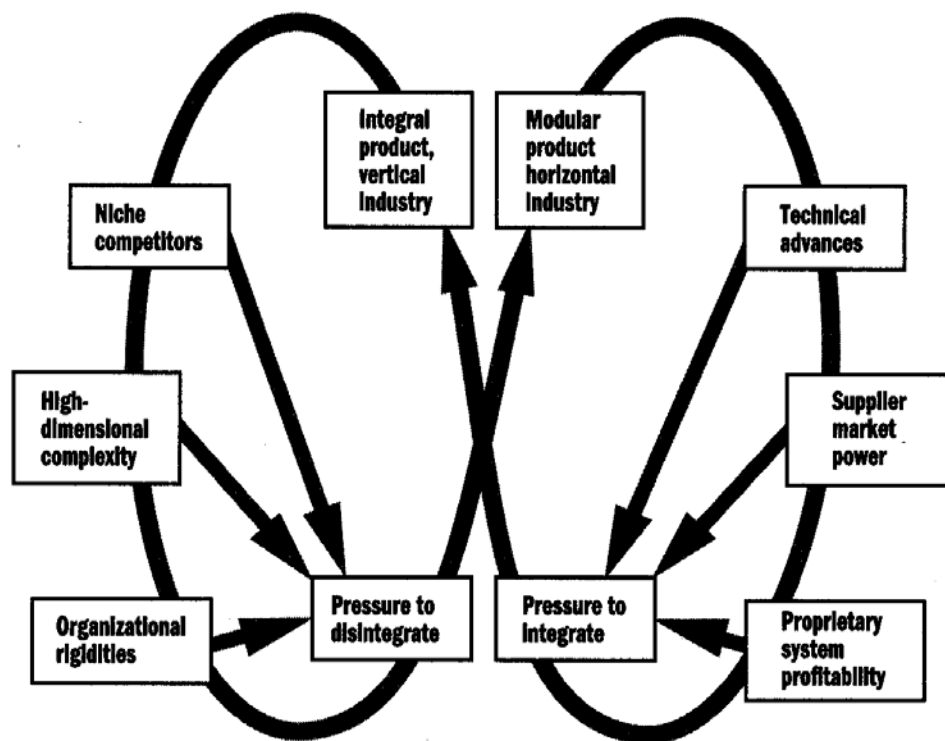 Integral
product,
vertical
industry
Modular
product
horizontal
industry
Niche
competitors
Technical
advances
High-
dimensional
complexity
Supplier
market
power
Organizational
rigidities
Pressure to
disintegrate
Pressure to
integrate
Proprietary
system
profitability